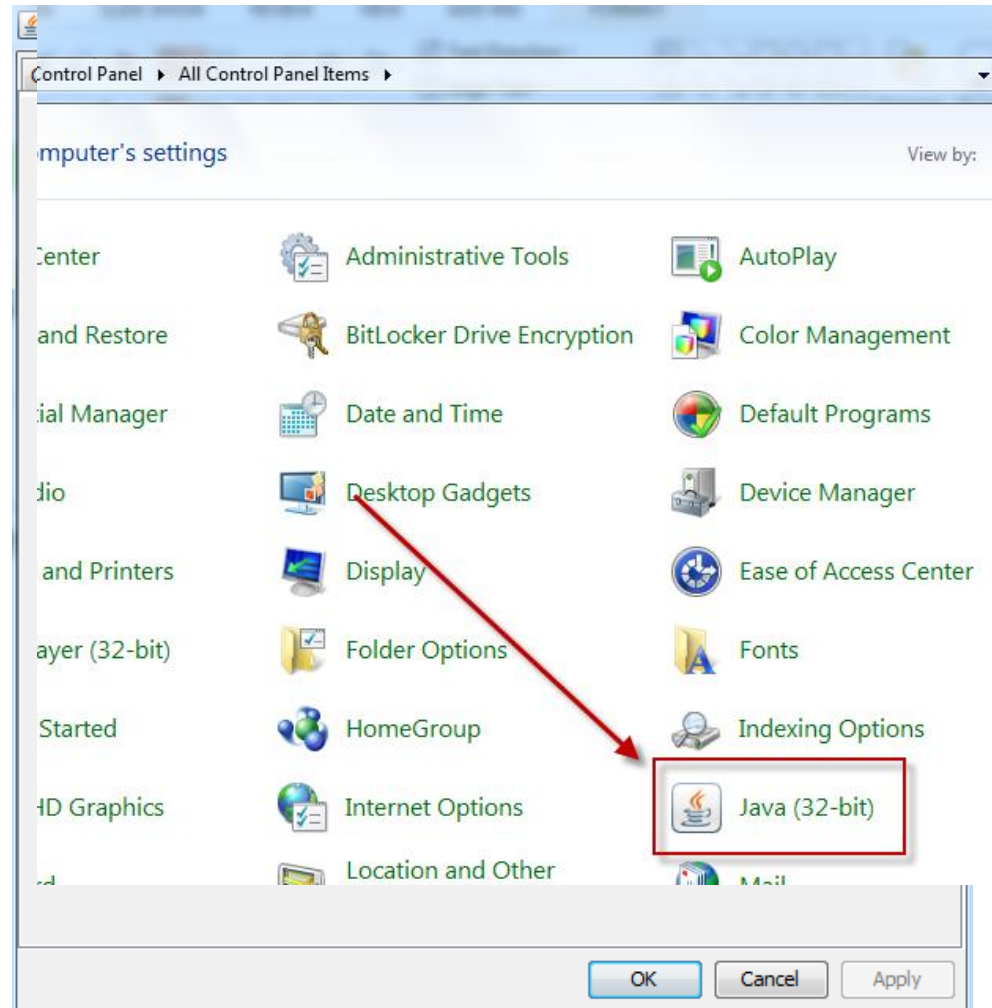 Control Panel ▸ All Control Panel Items ▸
omputer's settings
View by:
Center
Administrative Tools
AutoPlay
and Restore
BitLocker Drive Encryption
Color Management
ial Manager
Date and Time
Default Programs
dio
Desktop Gadgets
Device Manager
and Printers
Display
Ease of Access Center
ayer (32-bit)
Folder Options
Fonts
Started
HomeGroup
Indexing Options
HD Graphics
Internet Options
Java (32-bit)
Location and Other
Mail
OK
Cancel
Apply